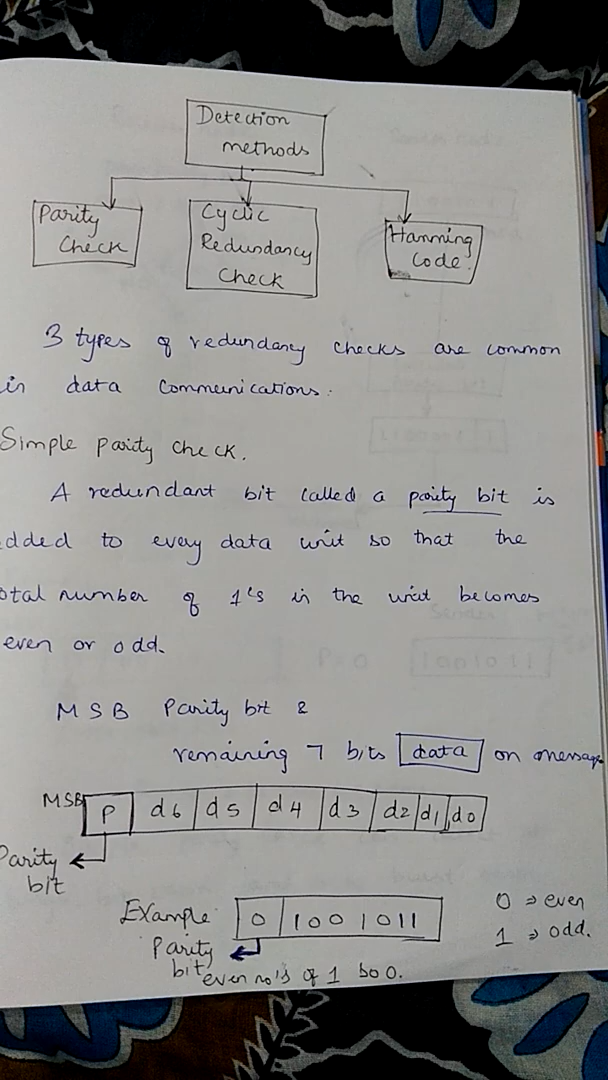 Detection
methods
Parity
Check
Cyclic
Redundancy
Check
Hamming
Code.
3 types of redundancy checks are common
in data communications.
Simple parity check.
A redundant bit called a parity bit is
dded to every data unit so that the
otal number of 1's in the unit becomes
even or odd.
MSB Parity bit &
remaining 7 bits data on message
MSB P d6 d5 d4 d3 d2 d1 d0
Parity
bit
Example 0 1001011
Parity
bit even no's of 1 so 0.
0 ⇒ even
1 ⇒ odd.
P = 0 1001011